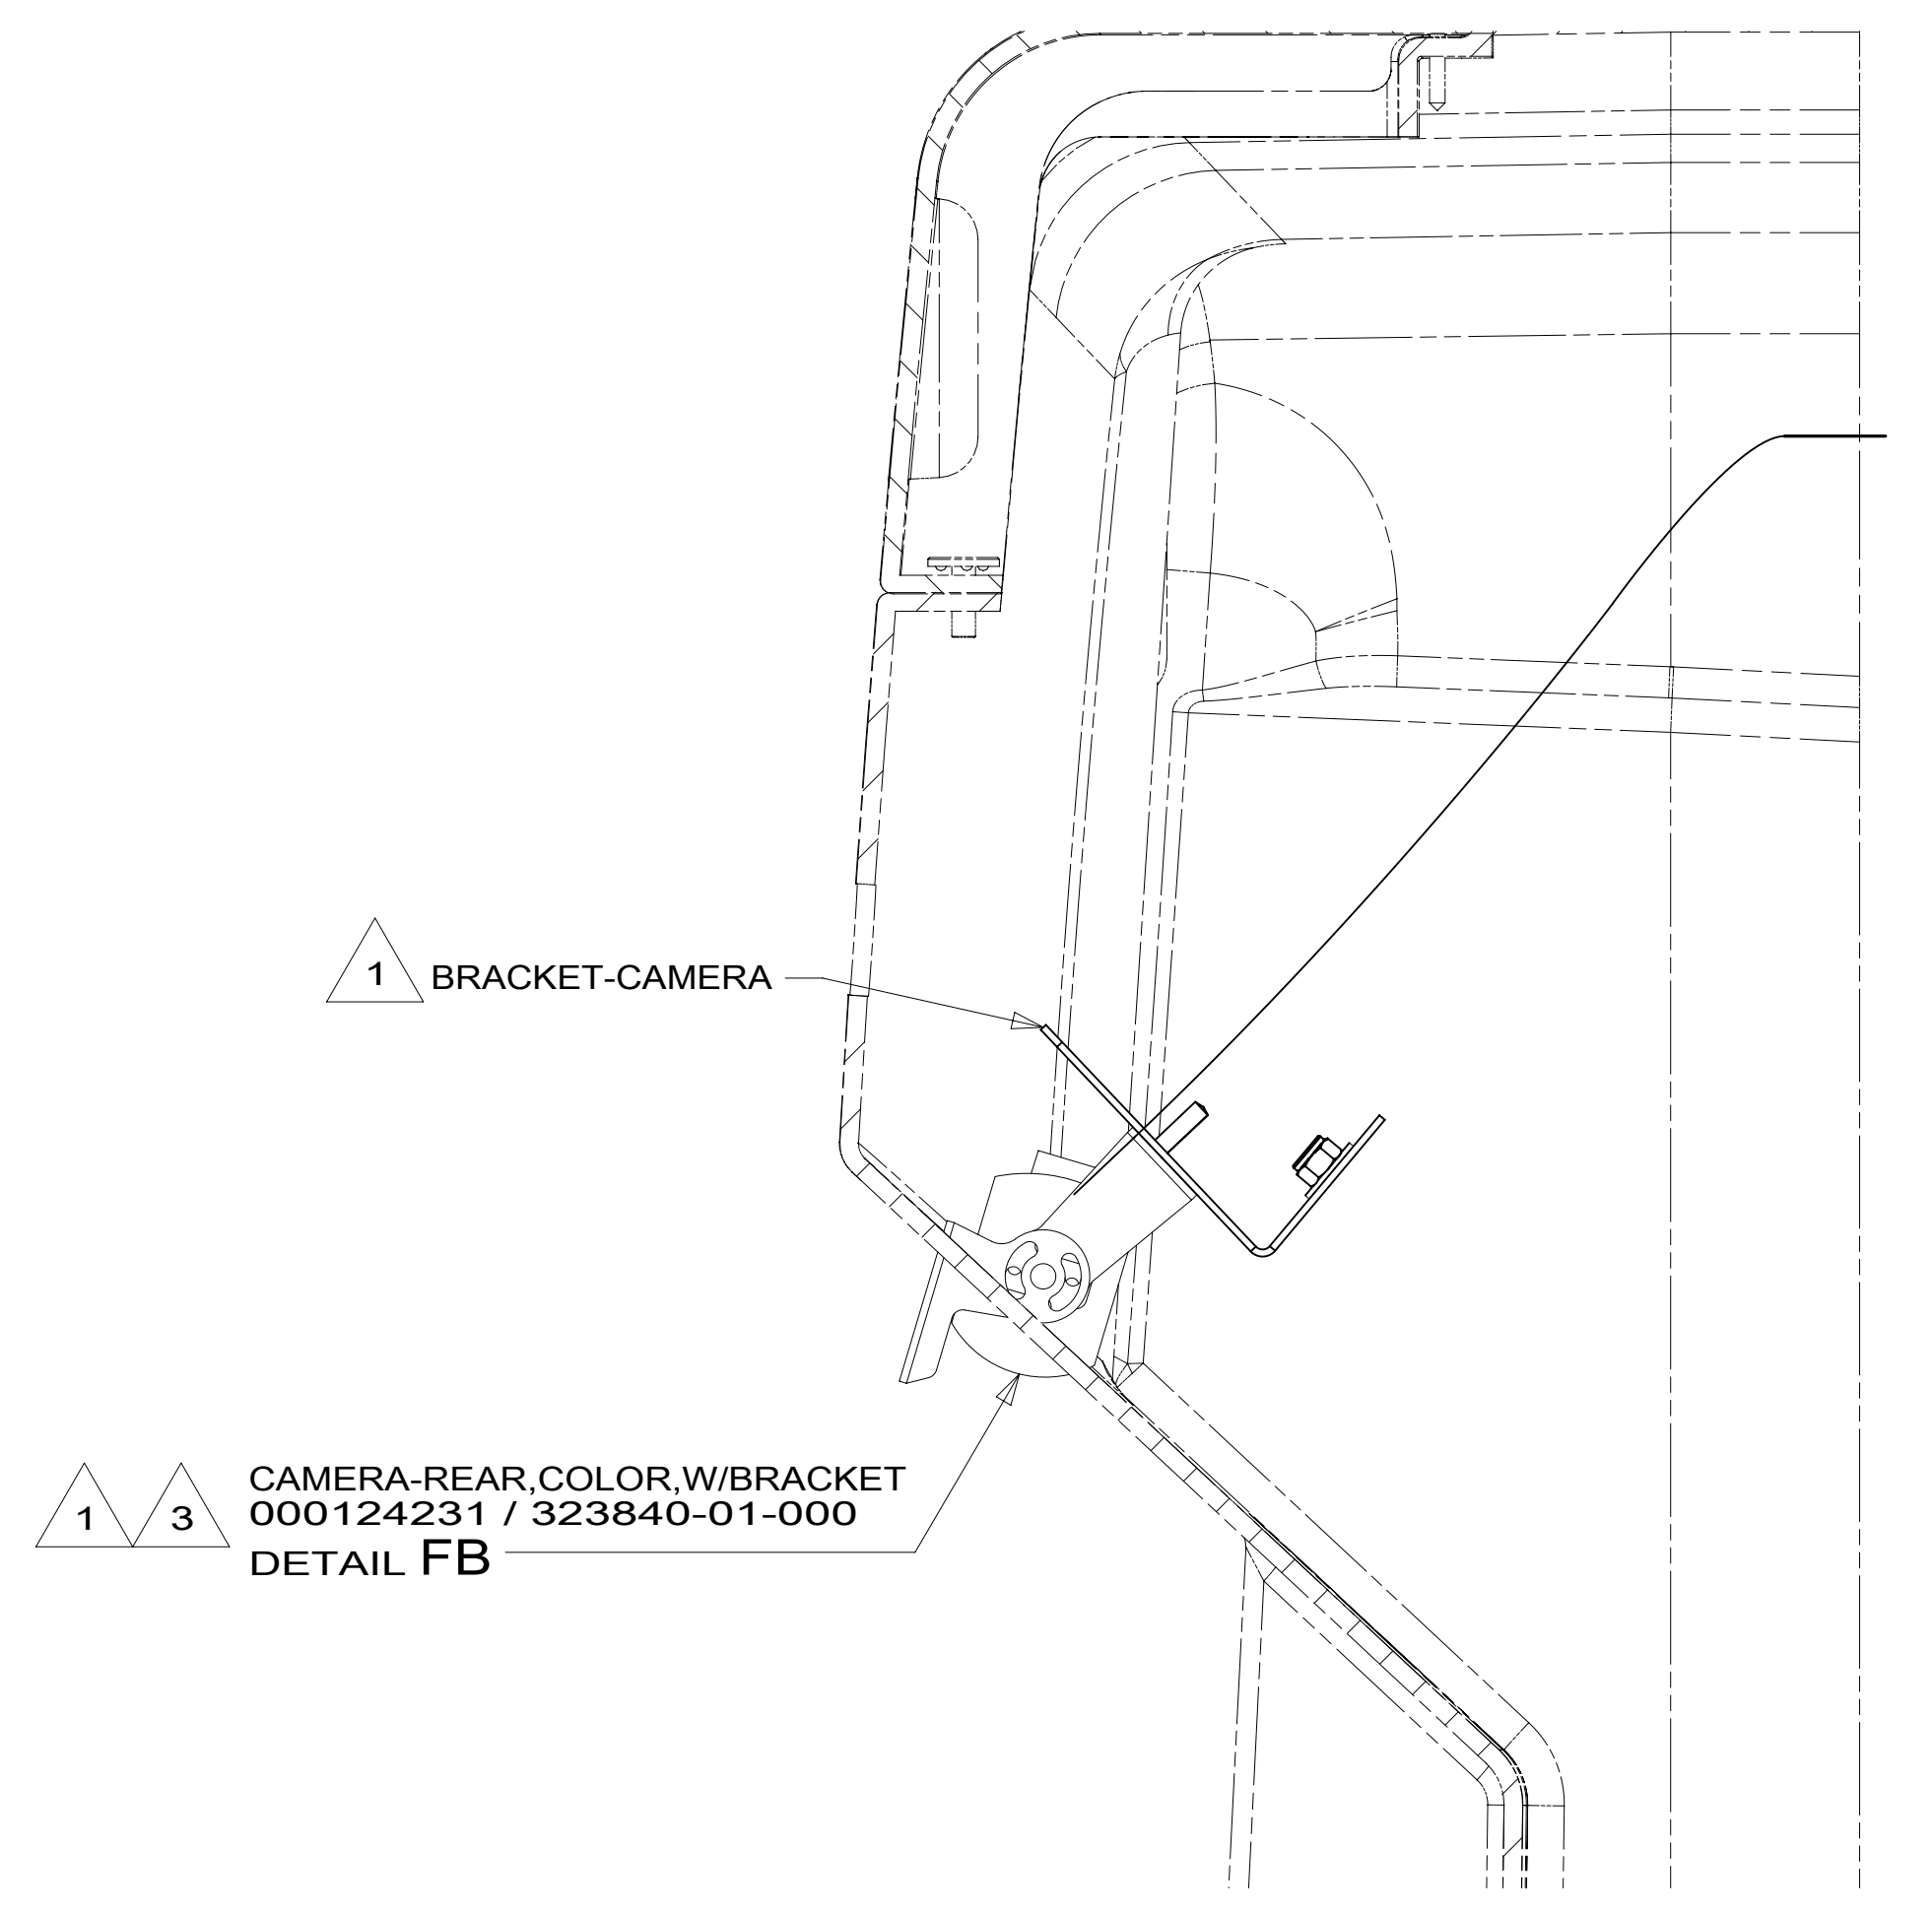 1 BRACKET-CAMERA
CAMERA-REAR,COLOR,W/BRACKET
1 3 000124231 / 323840-01-000
DETAIL FB